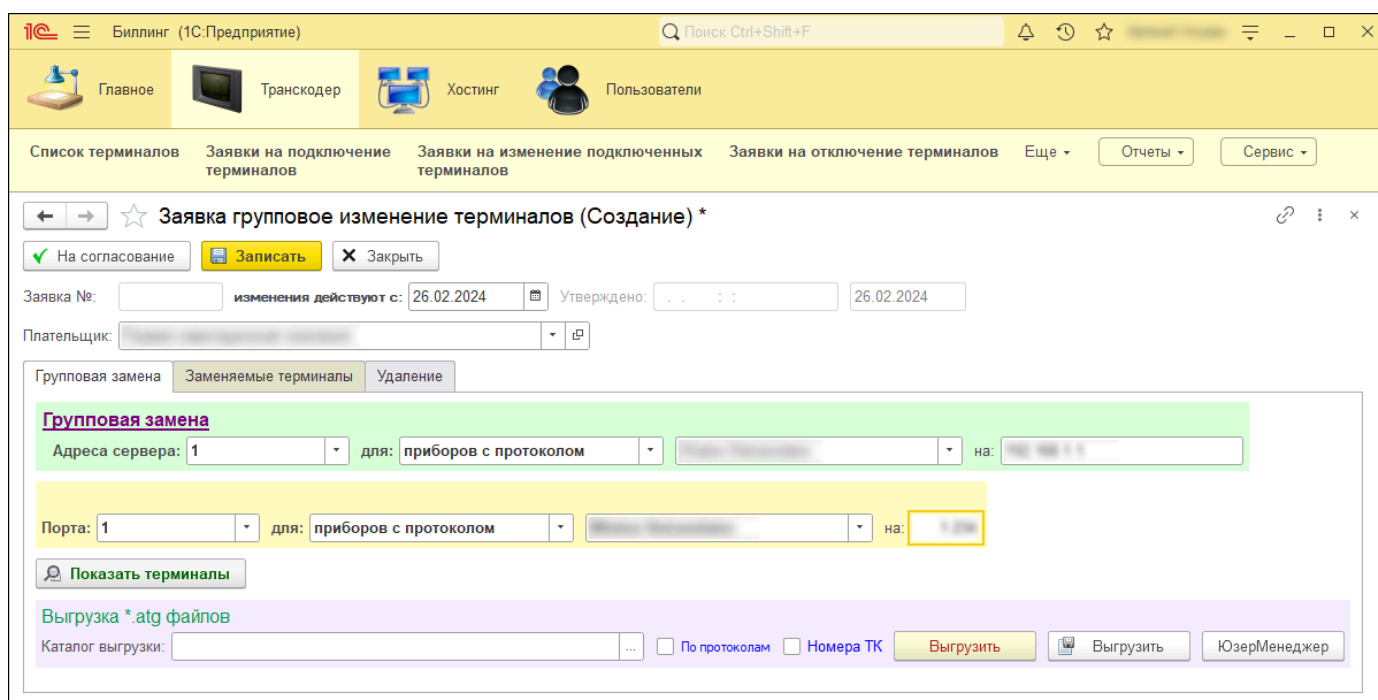 1С Биллинг (1С:Предприятие) Поиск Ctrl+Shift+F
Главное Транскодер Хостинг Пользователи
Список терминалов Заявки на подключение терминалов Заявки на изменение подключенных терминалов Заявки на отключение терминалов Еще Отчеты Сервис
Заявка групповое изменение терминалов (Создание) *
На согласование Записать Закрыть
Заявка №: изменения действуют с: 26.02.2024 Утверждено: . . : : 26.02.2024
Плательщик:
Групповая замена Заменяемые терминалы Удаление
Групповая замена
Адреса сервера: 1 для: приборов с протоколом на:
Порта: 1 для: приборов с протоколом на:
Показать терминалы
Выгрузка *.atg файлов
Каталог выгрузки: ... По протоколам Номера ТК Выгрузить Выгрузить ЮзерМенеджер